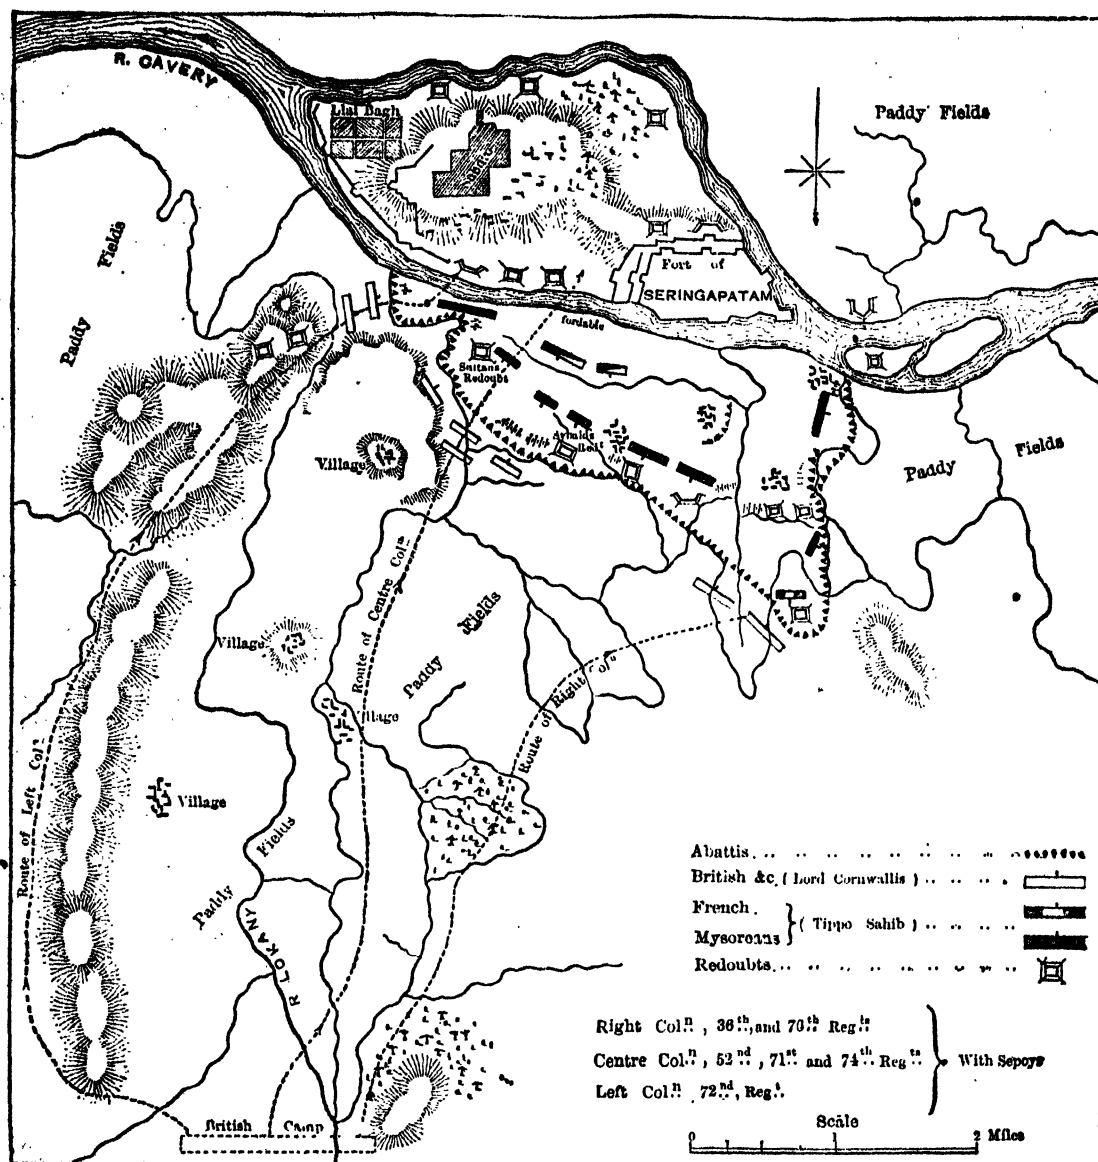 R. CAVERY
Llal Bagh
Paddy Fields
Paddy Fields
Fort of
SERINGAPATAM
fordable
Sultans
Redoubt
Village
Paddy
Fields
Route of Centre Col.n
Village
Paddy
Fields
Village
Route of Right Col.n
Route of Left Col.n
Village
Paddy Fields
R LOKANY
British Camp
Abattis
British &c. ( Lord Cornwallis )
French
Mysoreans
( Tippo Sahib )
Redoubts
Right Col.n, 36th, and 76th Reg.ts
Centre Col.n, 52nd, 71st and 74th Reg.ts
Left Col.n 72nd, Reg.t
With Sepoys
Scale
0 2 Miles